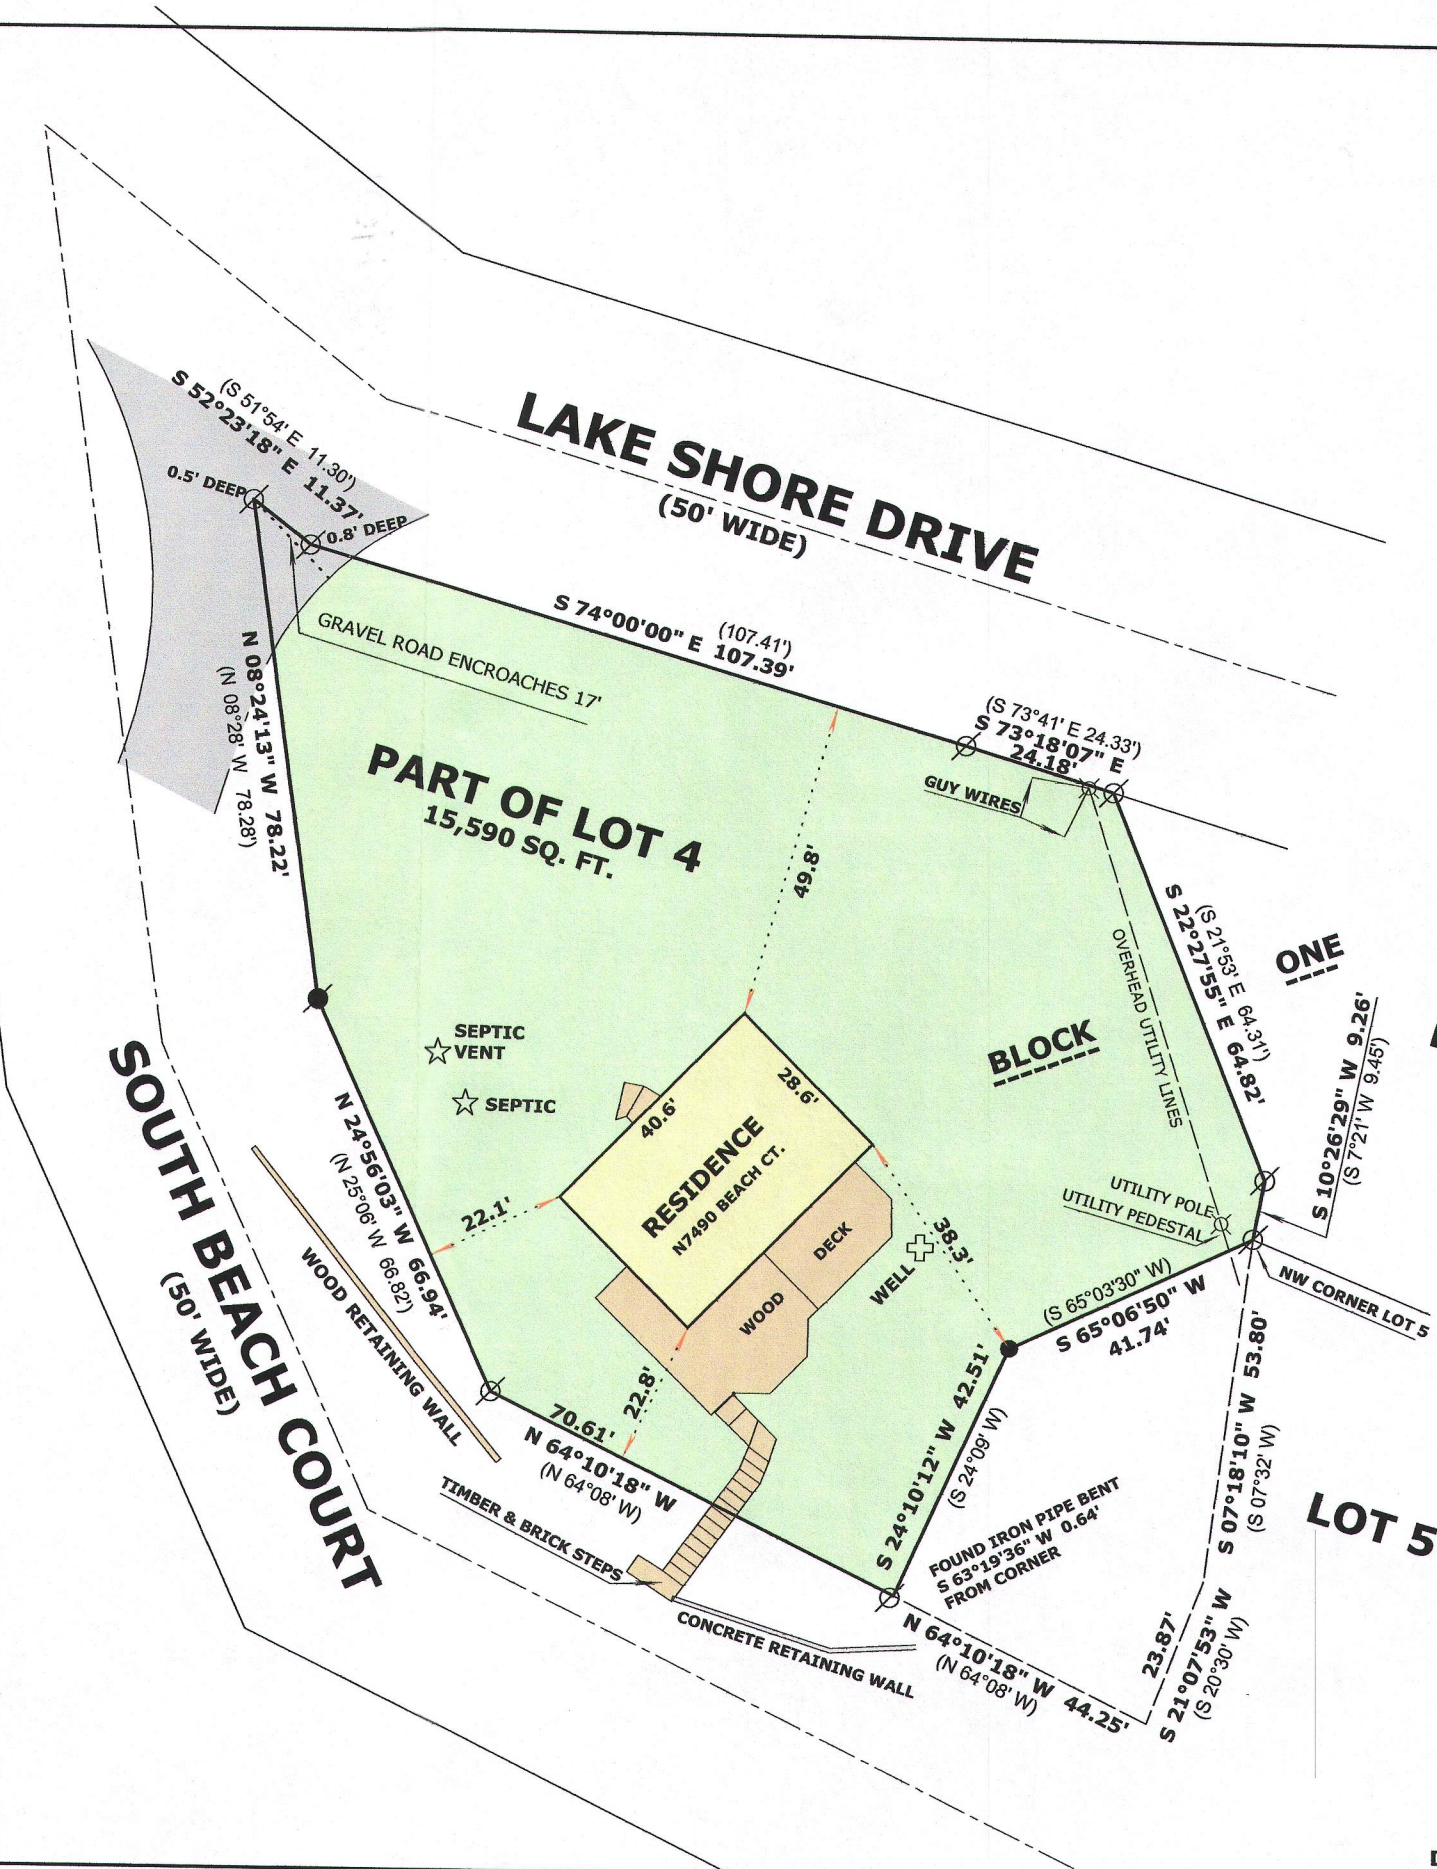 (S 51°54' E 11.30')
S 52°23'18" E 11.37'
0.5' DEEP
0.8' DEEP
LAKE SHORE DRIVE
(50' WIDE)
GRAVEL ROAD ENCROACHES 17'
(107.41')
S 74°00'00" E 107.39'
(S 73°41' E 24.33')
S 73°18'07" E
24.18'
GUY WIRES
N 08°24'13" W 78.22'
(N 08°28' W 78.28')
PART OF LOT 4
15,590 SQ. FT.
49.8'
(S 21°53' E 64.31')
S 22°27'55" E 64.82'
OVERHEAD UTILITY LINES
ONE
BLOCK
S 10°26'29" W 9.26'
(S 7°21' W 9.45')
SEPTIC
VENT
SEPTIC
SOUTH BEACH COURT
(50' WIDE)
N 24°56'03" W 66.94'
(N 25°06' W 66.82')
WOOD RETAINING WALL
22.1'
40.6'
28.6'
RESIDENCE
N7490 BEACH CT.
DECK
WOOD
WELL
38.3'
UTILITY POLE
UTILITY PEDESTAL
NW CORNER LOT 5
(S 65°03'30" W)
S 65°06'50" W
41.74'
22.8'
70.61'
N 64°10'18" W
(N 64°08' W)
S 24°10'12" W 42.51'
(S 24°09' W)
S 07°18'10" W 53.80'
(S 07°32' W)
LOT 5
TIMBER & BRICK STEPS
FOUND IRON PIPE BENT
S 63°19'36" W 0.64'
FROM CORNER
CONCRETE RETAINING WALL
N 64°10'18" W 44.25'
(N 64°08' W)
23.87'
S 21°07'53" W
(S 20°30' W)